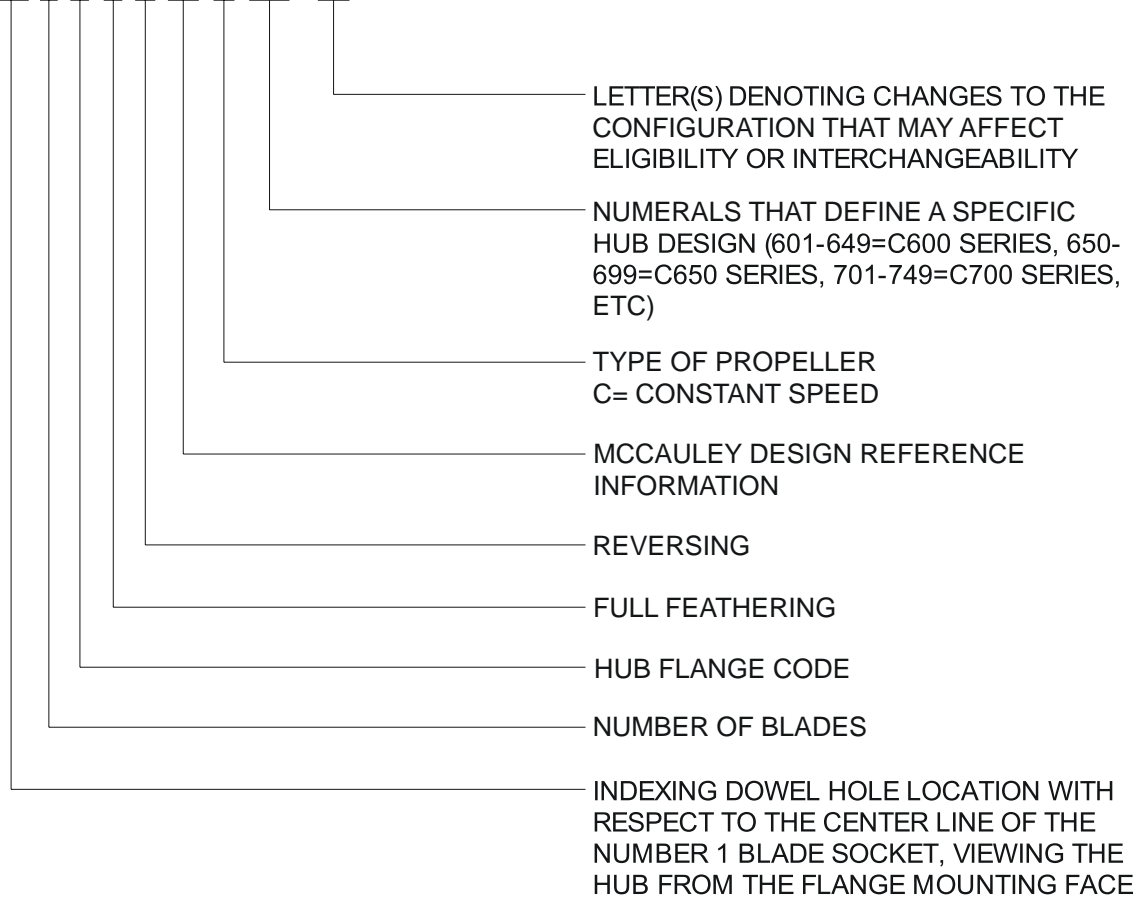 LETTER(S) DENOTING CHANGES TO THE
CONFIGURATION THAT MAY AFFECT
ELIGIBILITY OR INTERCHANGEABILITY
NUMERALS THAT DEFINE A SPECIFIC
HUB DESIGN (601-649=C600 SERIES, 650-
699=C650 SERIES, 701-749=C700 SERIES,
ETC)
TYPE OF PROPELLER
C= CONSTANT SPEED
MCCAULEY DESIGN REFERENCE
INFORMATION
REVERSING
FULL FEATHERING
HUB FLANGE CODE
NUMBER OF BLADES
INDEXING DOWEL HOLE LOCATION WITH
RESPECT TO THE CENTER LINE OF THE
NUMBER 1 BLADE SOCKET, VIEWING THE
HUB FROM THE FLANGE MOUNTING FACE